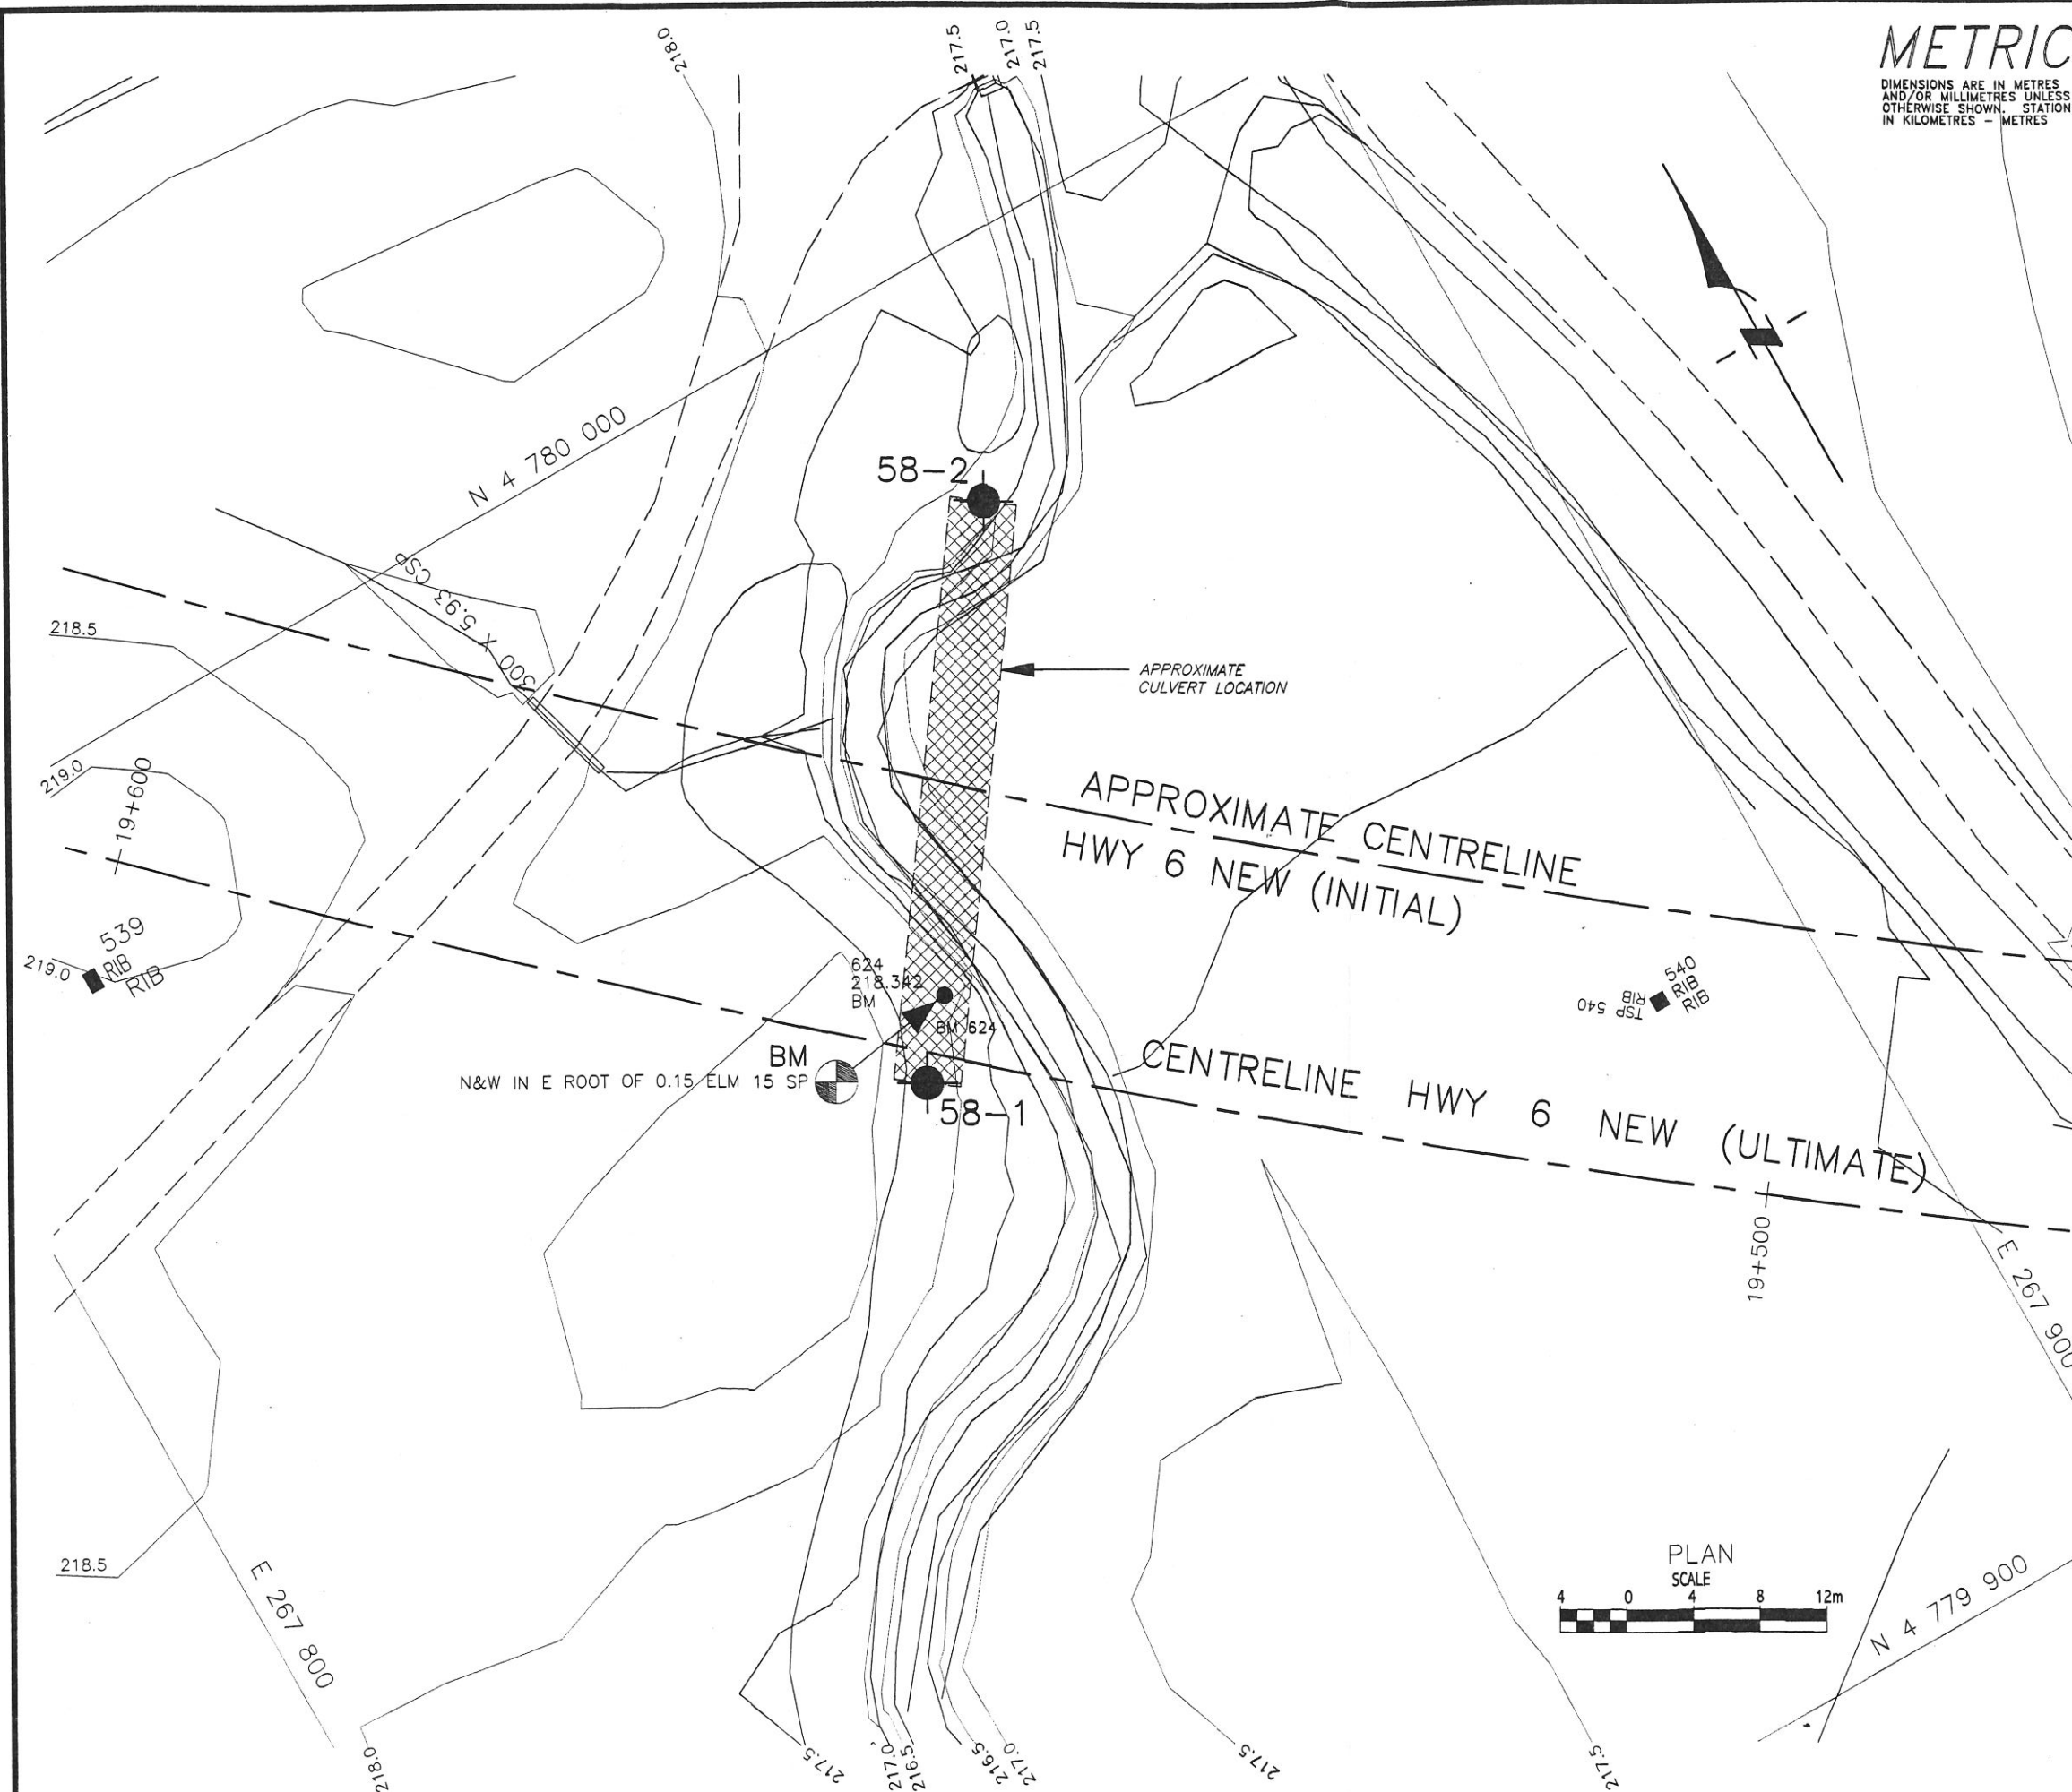 METRIC
DIMENSIONS ARE IN METRES
AND/OR MILLIMETRES UNLESS
OTHERWISE SHOWN. STATION
IN KILOMETRES – METRES
218.0
217.5
217.0
217.5
N 4 780 000
58-2
300 X 5.93 CSP
218.5
APPROXIMATE
CULVERT LOCATION
219.0
19+600
APPROXIMATE CENTRELINE
HWY 6 NEW (INITIAL)
539
RIB
RIB
219.0
624
218.342
BM
BM 624
540
RIB
RIB
TSP 540
RIB
BM
N&W IN E ROOT OF 0.15 ELM 15 SP
58-1
CENTRELINE HWY 6 NEW (ULTIMATE)
19+500
E 267 900
218.5
E 267 800
PLAN
SCALE
4 0 4 8 12m
N 4 779 900
218.0
217.5
217.0
216.5
216.5
217.0
217.5
217.5